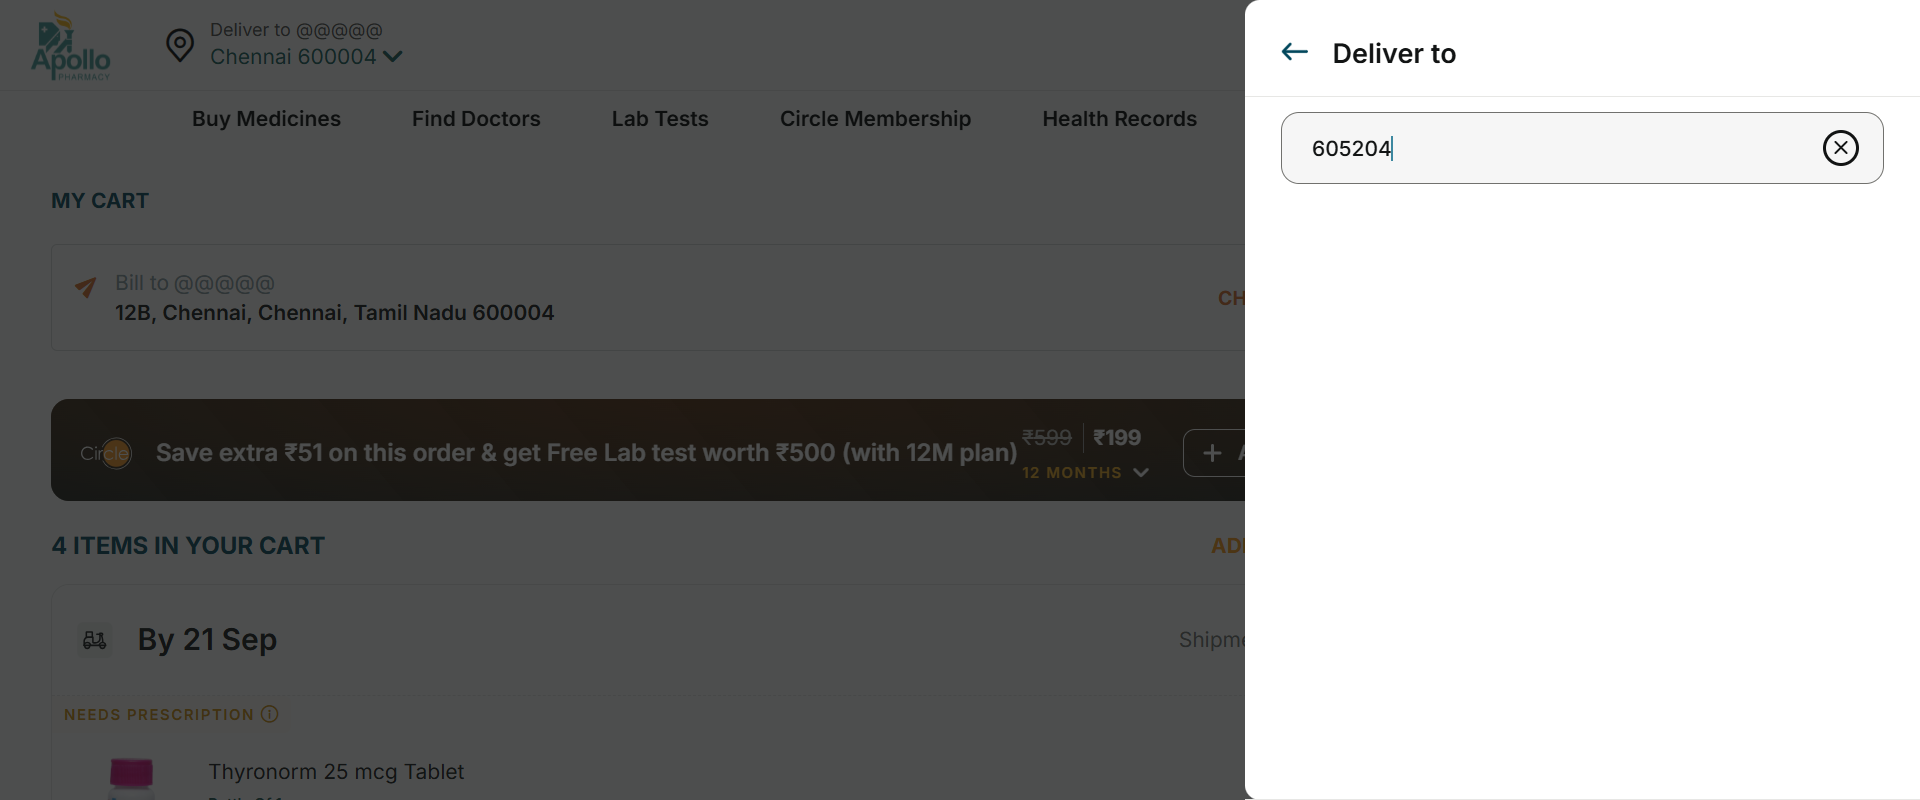 Apollo
PHARMACY
Deliver to @@@@@
Chennai 600004
Buy Medicines
Find Doctors
Lab Tests
Circle Membership
Health Records
MY CART
Bill to @@@@@
12B, Chennai, Chennai, Tamil Nadu 600004
CH
Circle
Save extra ₹51 on this order & get Free Lab test worth ₹500 (with 12M plan)
₹599
₹199
12 MONTHS
4 ITEMS IN YOUR CART
By 21 Sep
NEEDS PRESCRIPTION
Thyronorm 25 mcg Tablet
Deliver to
605204